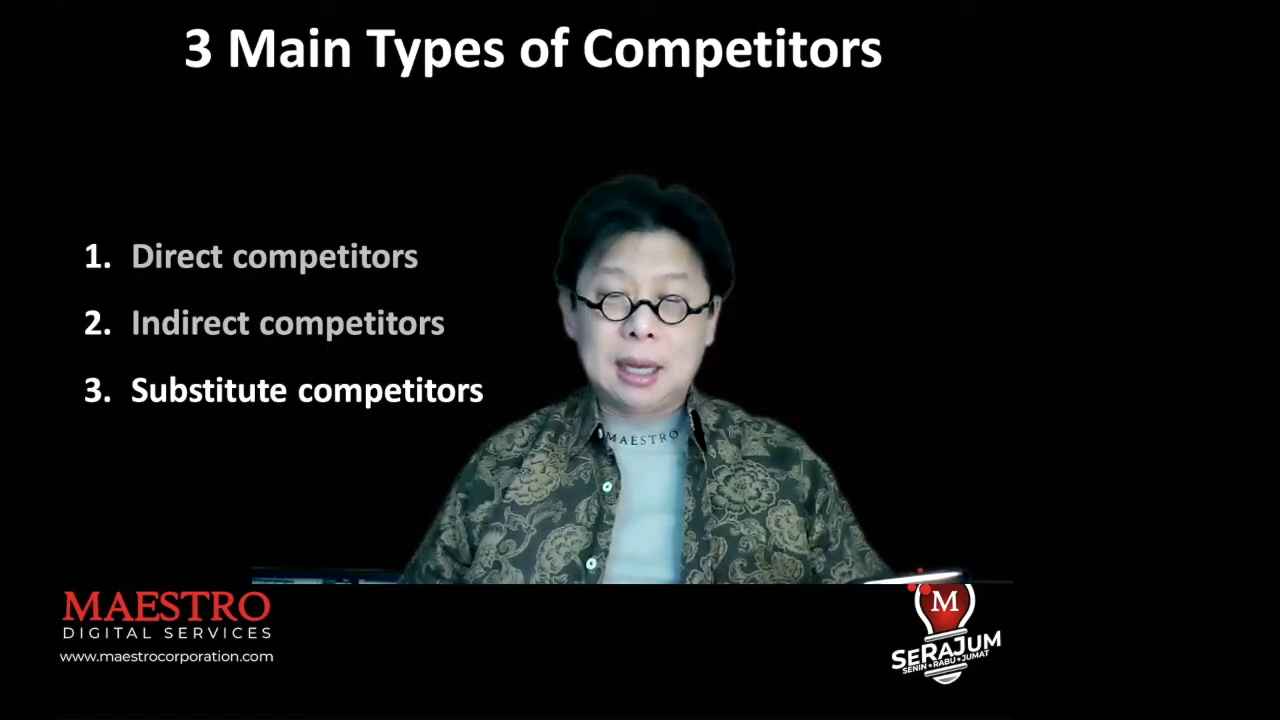 3 Main Types of Competitors
1. Direct competitors
2. Indirect competitors
3. Substitute competitors
MAESTRO
MAESTRO
DIGITAL SERVICES
www.maestrocorporation.com
M
SERAJUM
SENIN • RABU • JUMAT